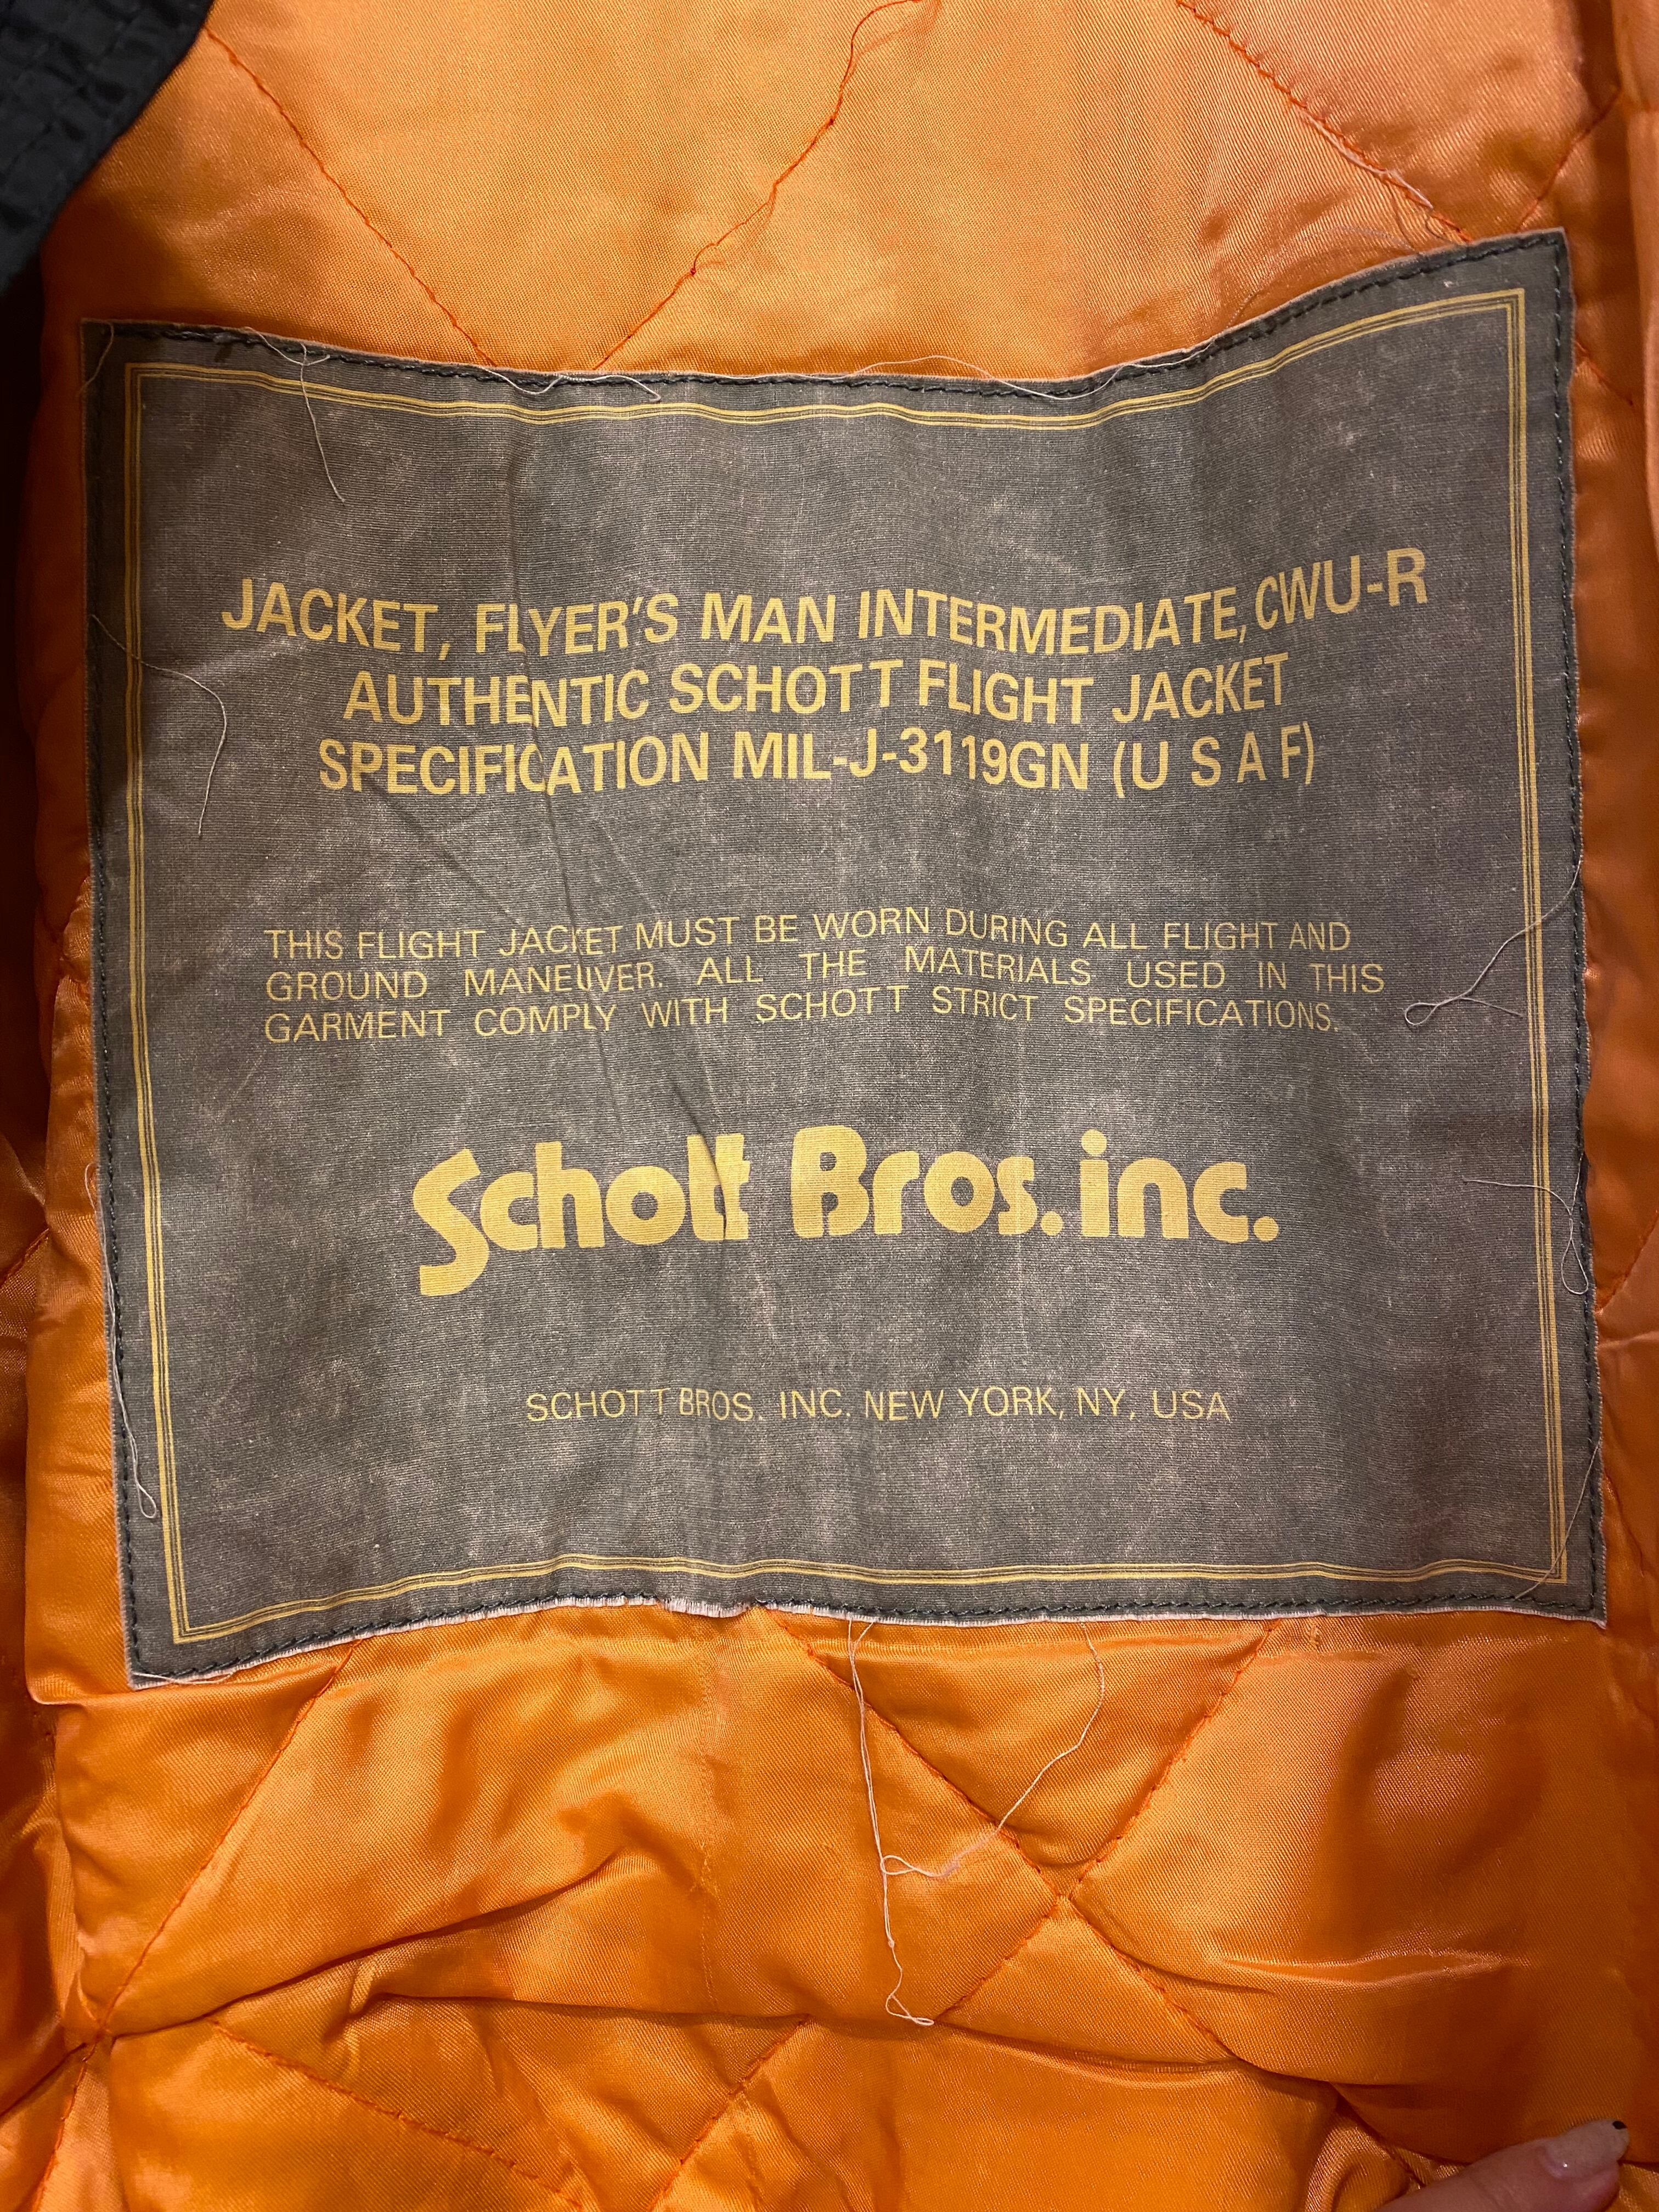 JACKET, FLYER'S MAN INTERMEDIATE, CWU-R
AUTHENTIC SCHOTT FLIGHT JACKET
SPECIFICATION MIL-J-3119GN (U S A F)
THIS FLIGHT JACKET MUST BE WORN DURING ALL FLIGHT AND
GROUND MANEUVER. ALL THE MATERIALS USED IN THIS
GARMENT COMPLY WITH SCHOTT STRICT SPECIFICATIONS.
Schott Bros. inc.
SCHOTT BROS. INC. NEW YORK, NY, USA